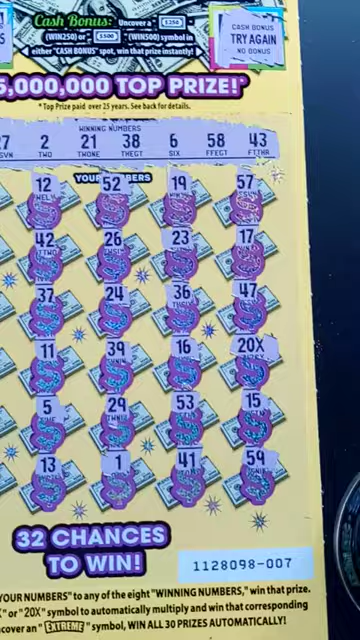 Cash Bonus: Uncover a $250
(WIN250) or $500 (WIN500) symbol in
either "CASH BONUS" spot, win that prize instantly!
CASH BONUS
TRY AGAIN
NO BONUS
5,000,000 TOP PRIZE!*
*Top Prize paid over 25 years. See back for details.
WINNING NUMBERS
27 2 21 38 6 58 43
SVN TWO TWONE THEGT SIX FFEGT FTTHR
12 52 19 57
42 26 23 17
37 24 36 47
11 39 16 20X
5 29 53 15
13 1 41 59
32 CHANCES
TO WIN!
1128098-007
YOUR NUMBERS" to any of the eight "WINNING NUMBERS," win that prize.
" or "20X" symbol to automatically multiply and win that corresponding
cover an "EXTREME" symbol, WIN ALL 30 PRIZES AUTOMATICALLY!